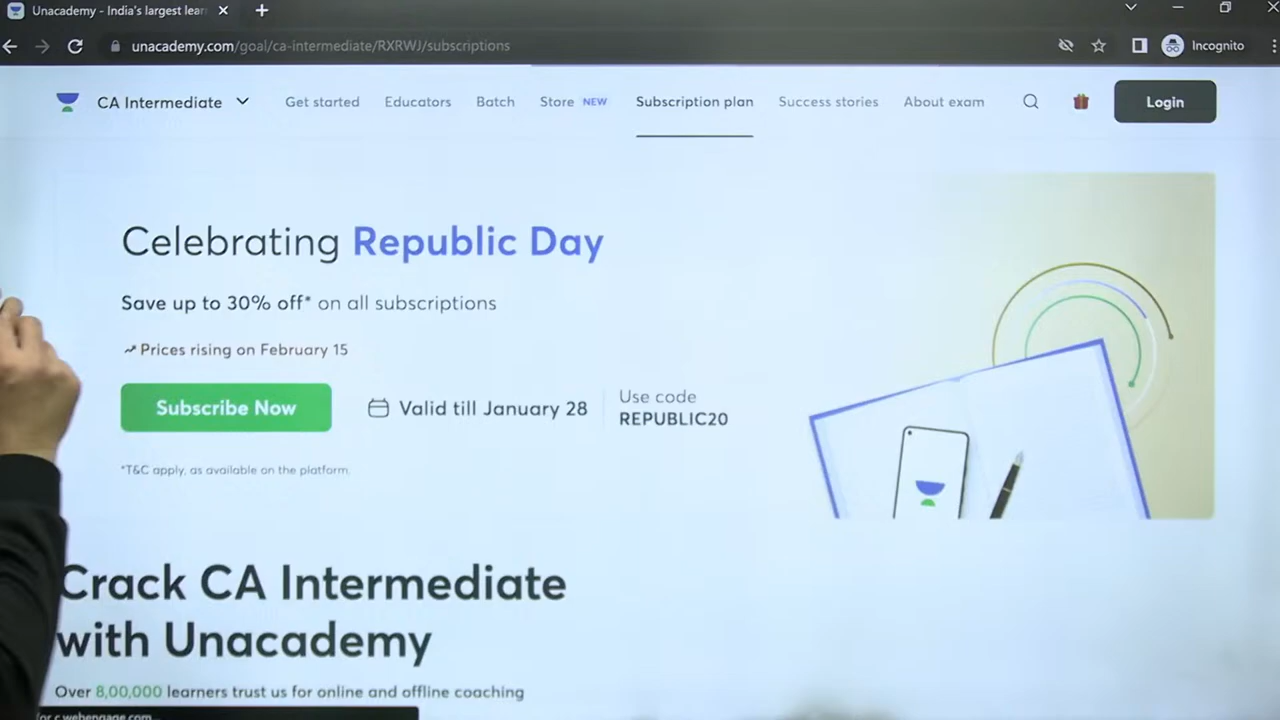 Unacademy - India's largest lear
unacademy.com/goal/ca-intermediate/RXRWJ/subscriptions
Incognito
CA Intermediate
Get started
Educators
Batch
Store NEW
Subscription plan
Success stories
About exam
Login
Celebrating Republic Day
Save up to 30% off* on all subscriptions
Prices rising on February 15
Subscribe Now
Valid till January 28
Use code
REPUBLIC20
*T&C apply, as available on the platform.
Crack CA Intermediate
with Unacademy
Over 8,00,000 learners trust us for online and offline coaching
for c.webengage.com...